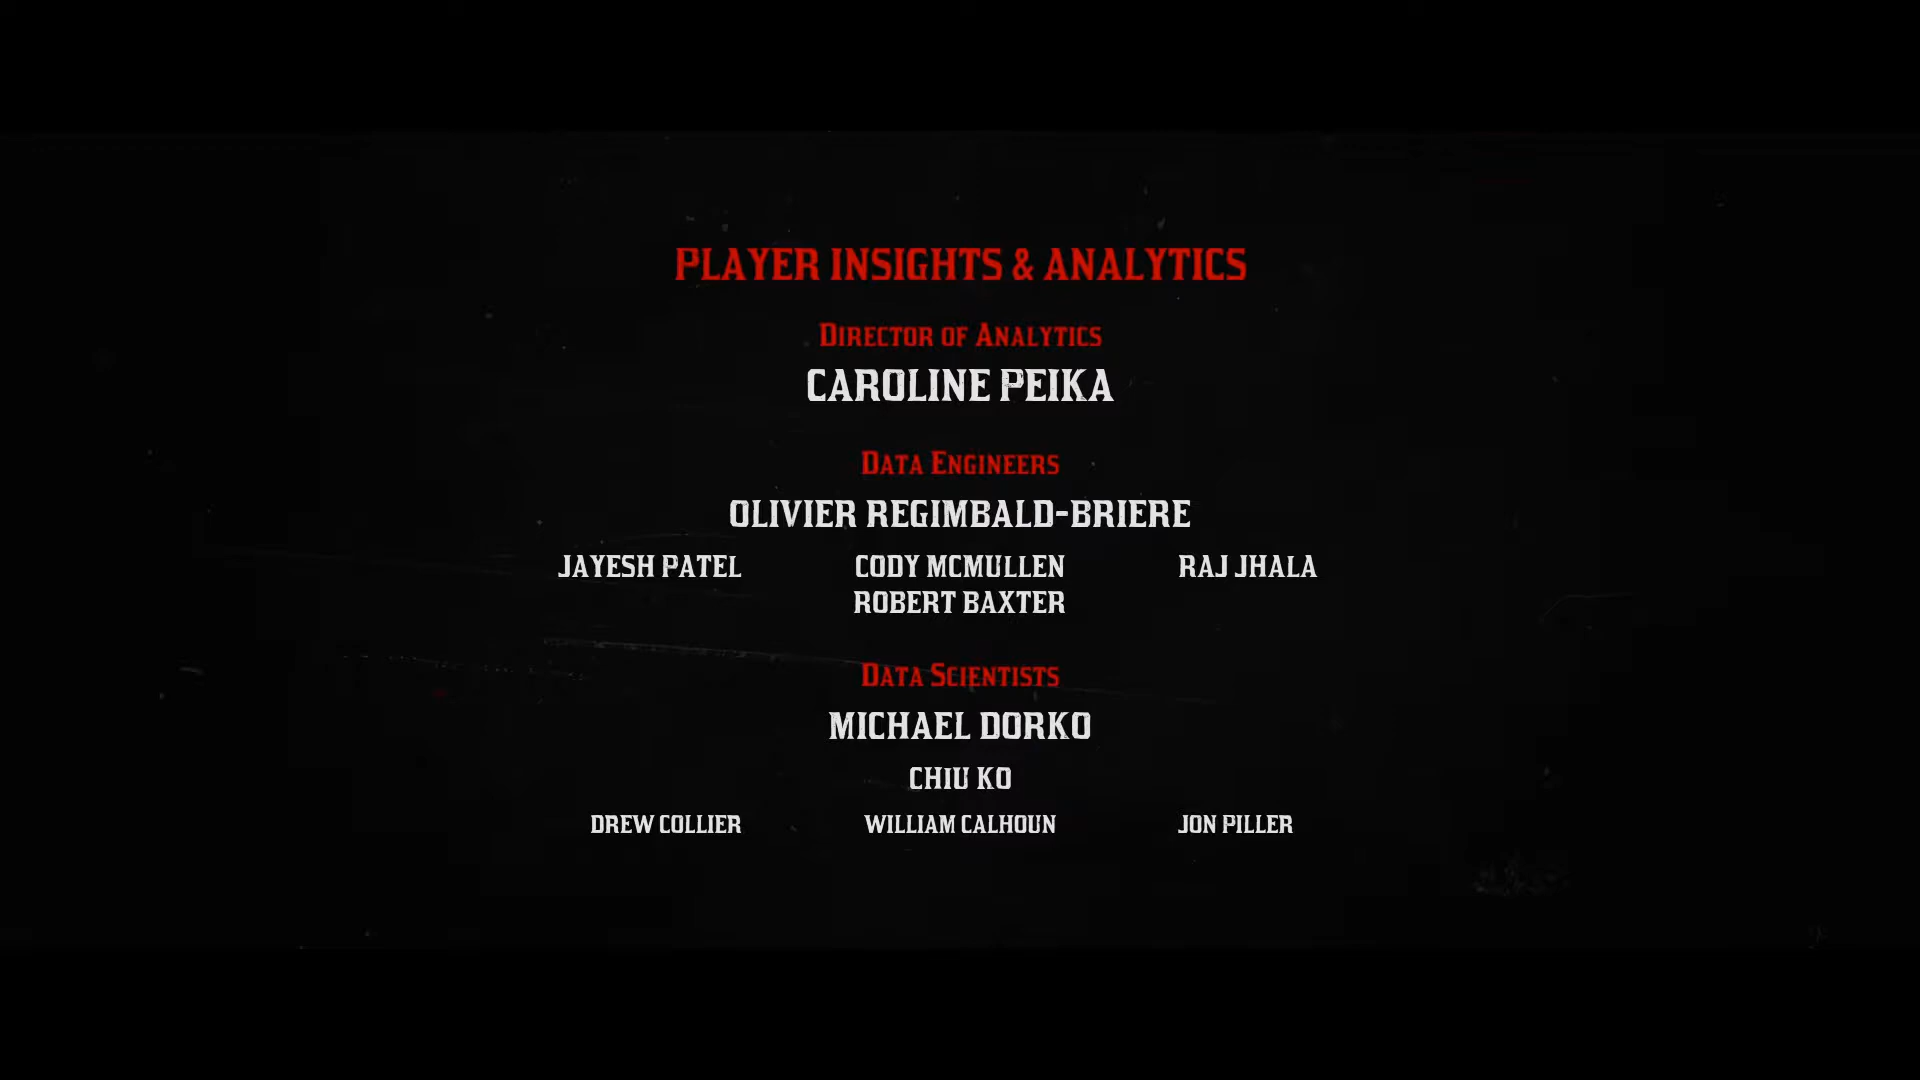 PLAYER INSIGHTS & ANALYTICS
DIRECTOR OF ANALYTICS
CAROLINE PEIKA
DATA ENGINEERS
OLIVIER REGIMBALD-BRIERE
JAYESH PATEL CODY MCMULLEN RAJ JHALA
ROBERT BAXTER
DATA SCIENTISTS
MICHAEL DORKO
CHIU KO
DREW COLLIER WILLIAM CALHOUN JON PILLER